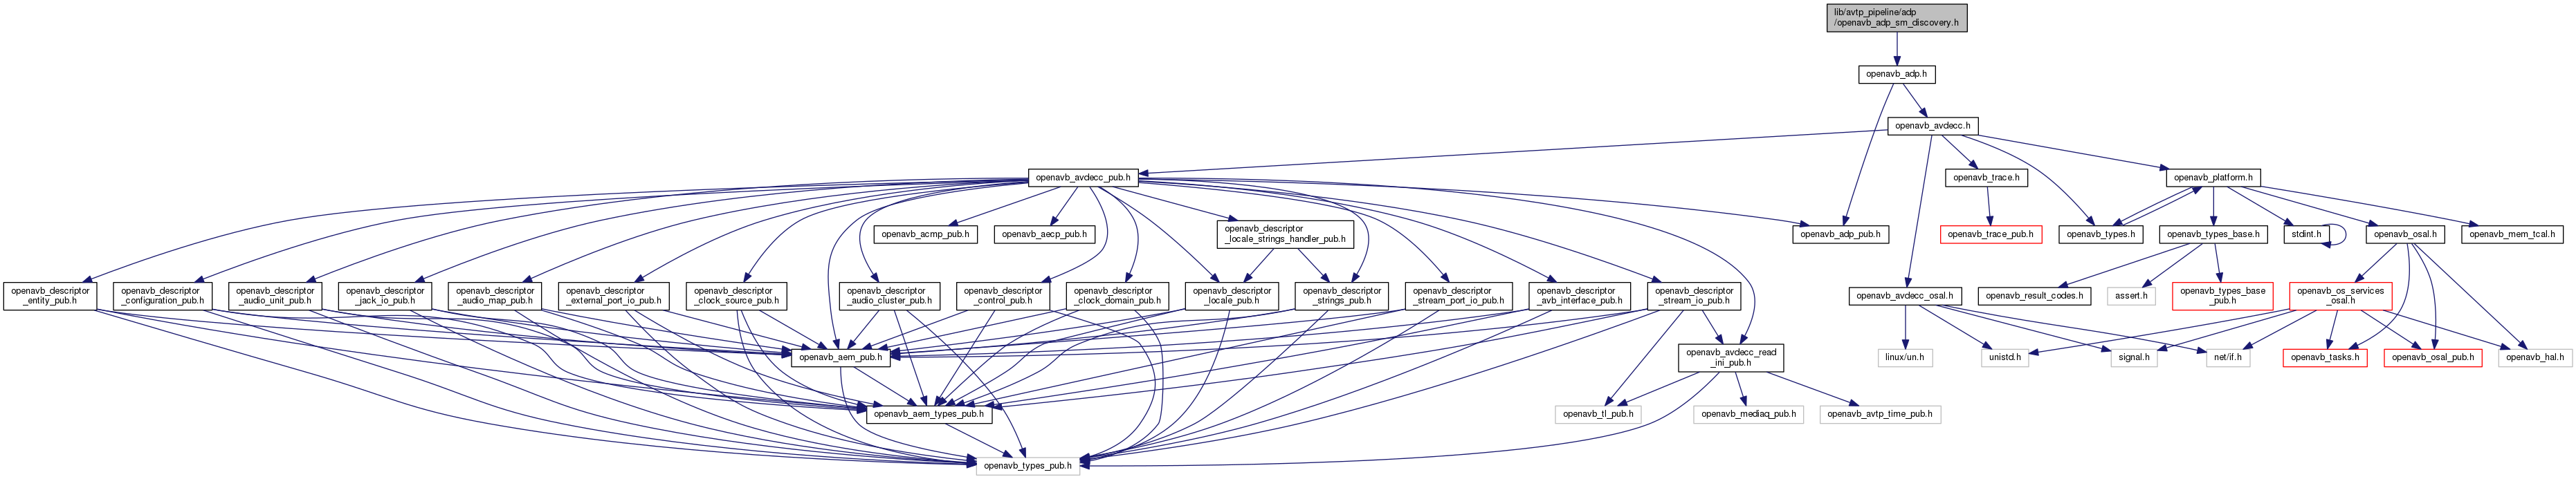 lib/avtp_pipeline/adp
/openavb_adp_sm_discovery.h
openavb_adp.h
openavb_avdecc.h
openavb_avdecc_pub.h
openavb_trace.h
openavb_platform.h
openavb_acmp_pub.h
openavb_aecp_pub.h
openavb_descriptor
_locale_strings_handler_pub.h
openavb_adp_pub.h
openavb_trace_pub.h
openavb_types.h
openavb_types_base.h
stdint.h
openavb_osal.h
openavb_mem_tcal.h
openavb_descriptor
_entity_pub.h
openavb_descriptor
_configuration_pub.h
openavb_descriptor
_audio_unit_pub.h
openavb_descriptor
_jack_io_pub.h
openavb_descriptor
_audio_map_pub.h
openavb_descriptor
_external_port_io_pub.h
openavb_descriptor
_clock_source_pub.h
openavb_descriptor
_audio_cluster_pub.h
openavb_descriptor
_control_pub.h
openavb_descriptor
_clock_domain_pub.h
openavb_descriptor
_locale_pub.h
openavb_descriptor
_strings_pub.h
openavb_descriptor
_stream_port_io_pub.h
openavb_descriptor
_avb_interface_pub.h
openavb_descriptor
_stream_io_pub.h
openavb_avdecc_osal.h
openavb_result_codes.h
assert.h
openavb_types_base
_pub.h
openavb_os_services
_osal.h
openavb_aem_pub.h
openavb_avdecc_read
_ini_pub.h
linux/un.h
unistd.h
signal.h
net/if.h
openavb_tasks.h
openavb_osal_pub.h
openavb_hal.h
openavb_aem_types_pub.h
openavb_tl_pub.h
openavb_mediaq_pub.h
openavb_avtp_time_pub.h
openavb_types_pub.h